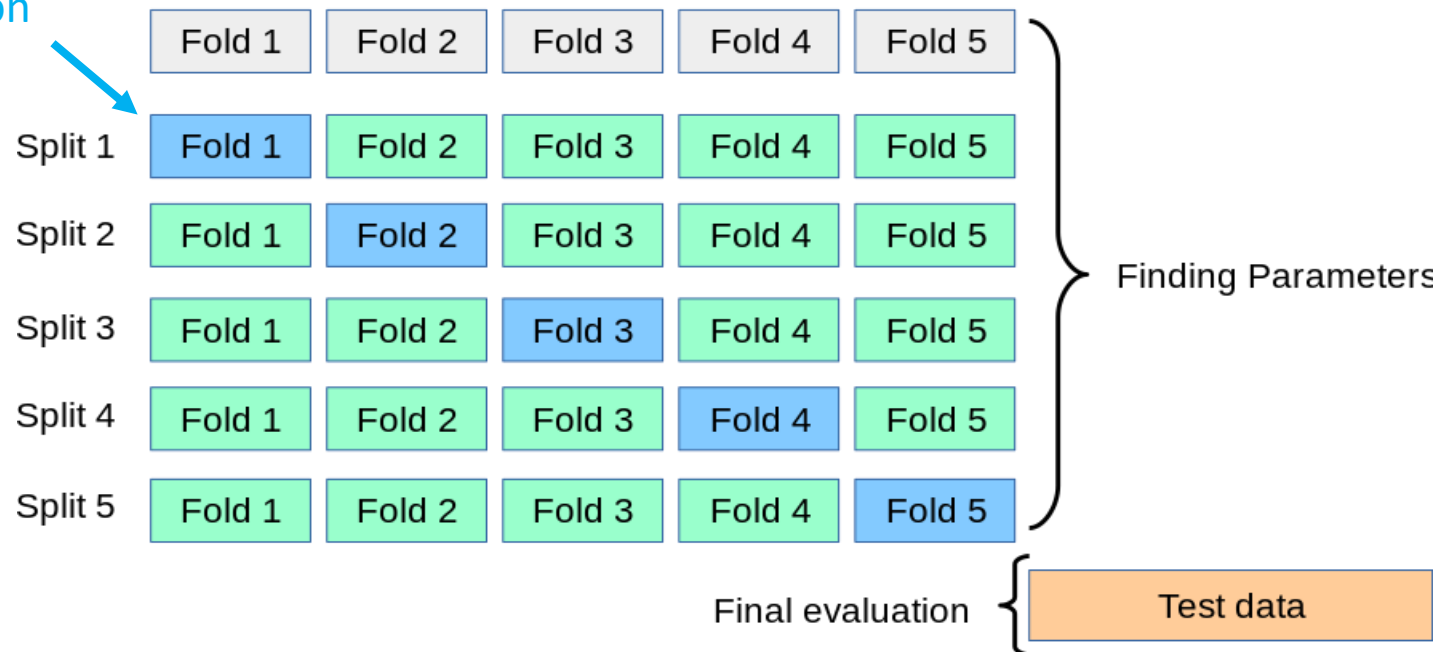 Fold 1 Fold 2 Fold 3 Fold 4 Fold 5
Split 1 Fold 1 Fold 2 Fold 3 Fold 4 Fold 5
Split 2 Fold 1 Fold 2 Fold 3 Fold 4 Fold 5
Finding Parameters
Split 3 Fold 1 Fold 2 Fold 3 Fold 4 Fold 5
Split 4 Fold 1 Fold 2 Fold 3 Fold 4 Fold 5
Split 5 Fold 1 Fold 2 Fold 3 Fold 4 Fold 5
Final evaluation Test data